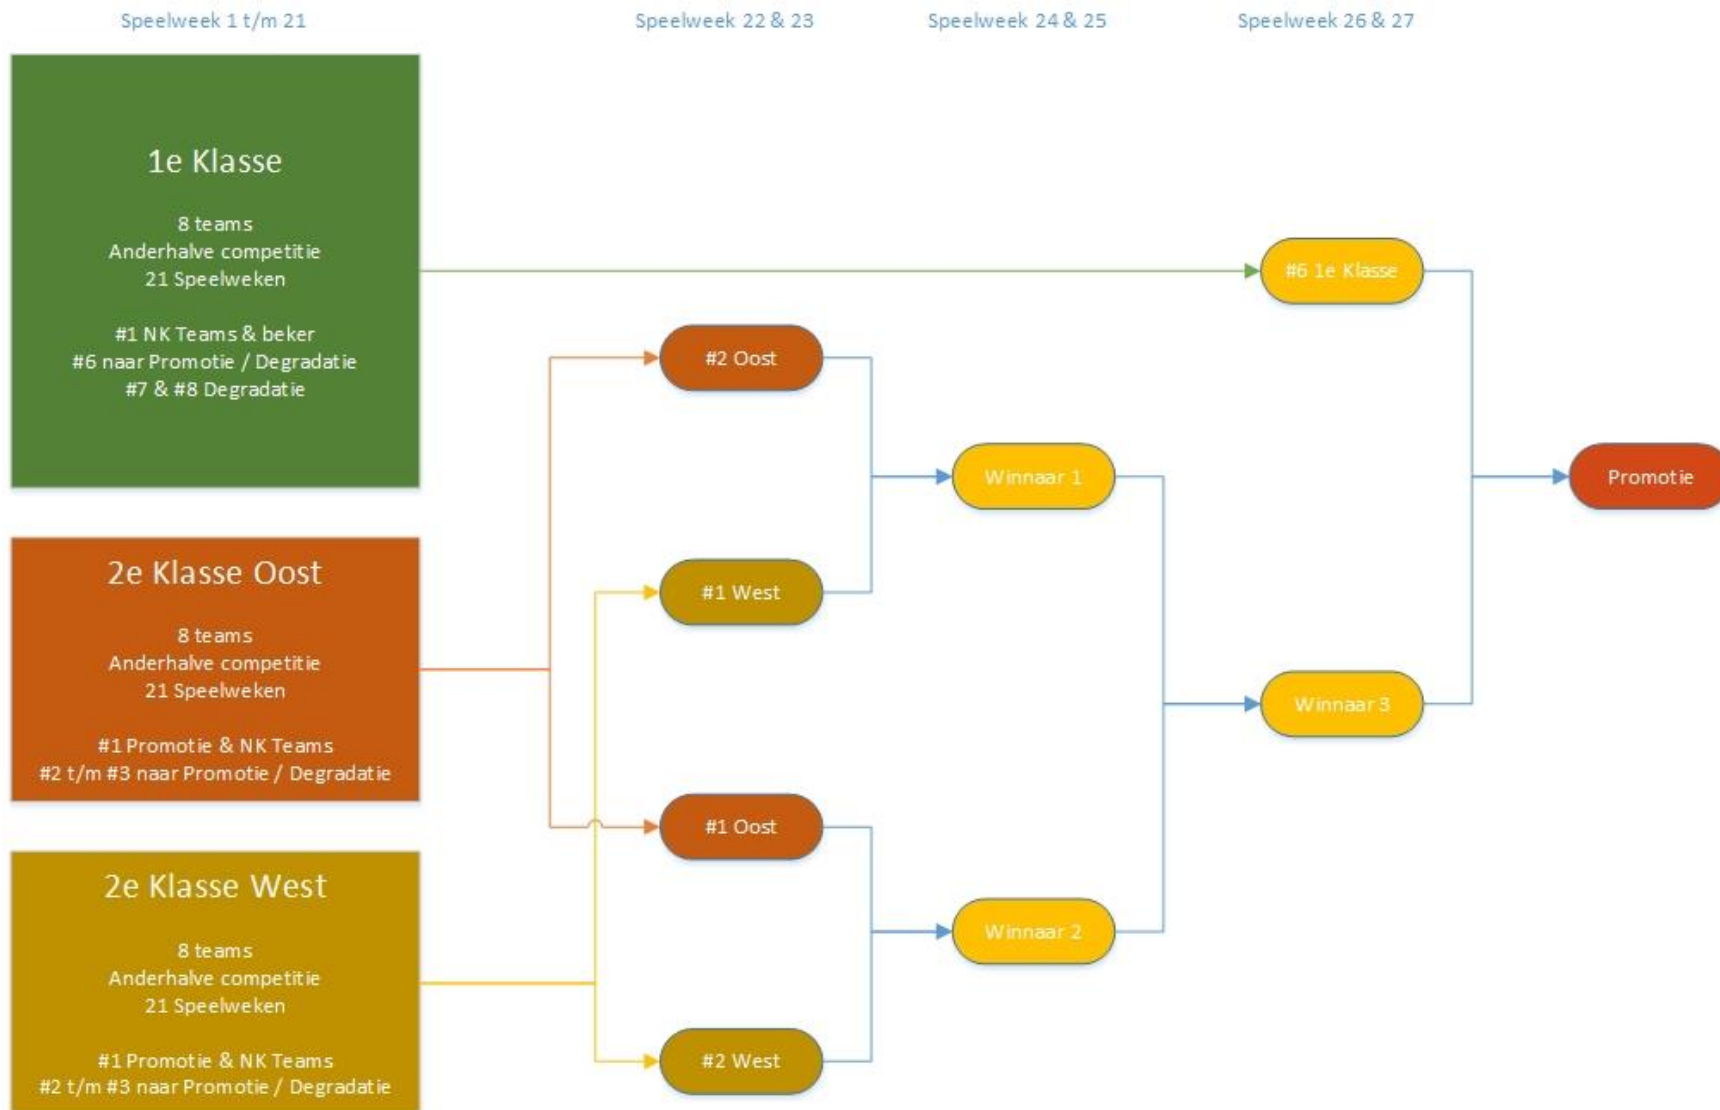 Speelweek 1 t/m 21
Speelweek 22 & 23
Speelweek 24 & 25
Speelweek 26 & 27
1e Klasse
8 teams
Anderhalve competitie
21 Speelweken
#1 NK Teams & beker
#6 naar Promotie / Degradatie
#7 & #8 Degradatie
2e Klasse Oost
8 teams
Anderhalve competitie
21 Speelweken
#1 Promotie & NK Teams
#2 t/m #3 naar Promotie / Degradatie
2e Klasse West
8 teams
Anderhalve competitie
21 Speelweken
#1 Promotie & NK Teams
#2 t/m #3 naar Promotie / Degradatie
#2 Oost
#1 West
#1 Oost
#2 West
Winnaar 1
Winnaar 2
#6 1e Klasse
Winnaar 3
Promotie